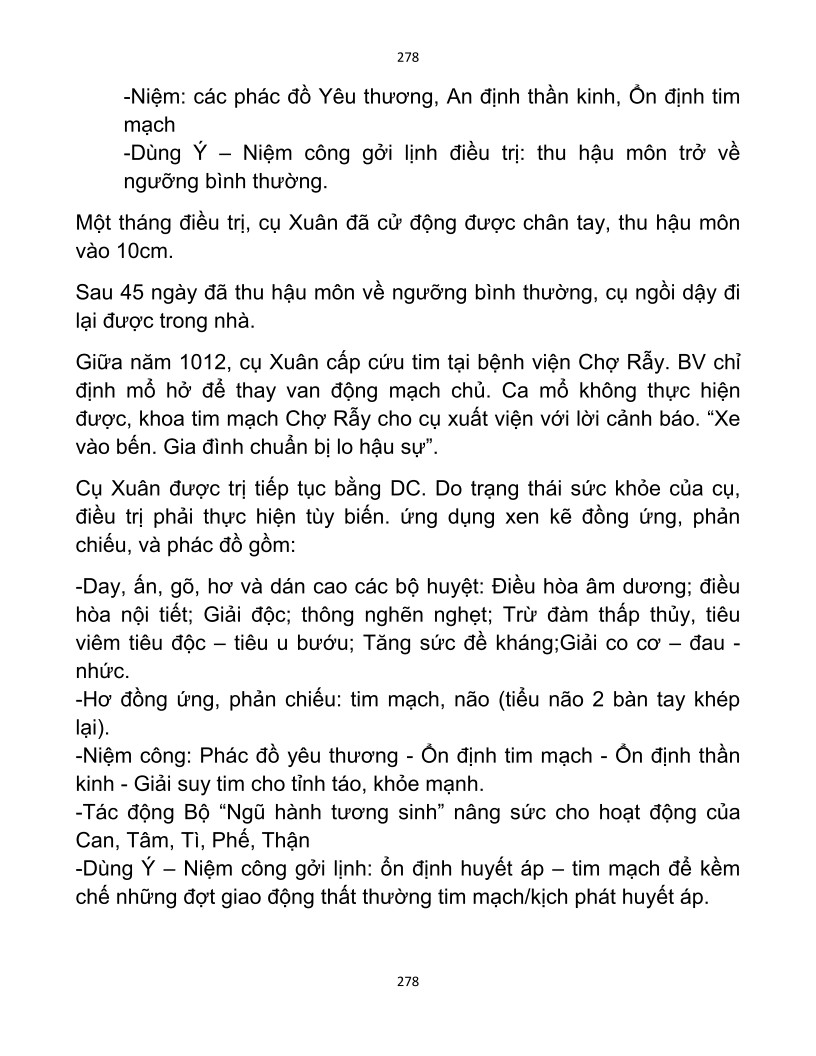 278
-Niệm: các phác đồ Yêu thương, An định thần kinh, Ổn định tim
mạch
-Dùng Ý – Niệm công gởi lịnh điều trị: thu hậu môn trở về
ngưỡng bình thường.
Một tháng điều trị, cụ Xuân đã cử động được chân tay, thu hậu môn
vào 10cm.
Sau 45 ngày đã thu hậu môn về ngưỡng bình thường, cụ ngồi dậy đi
lại được trong nhà.
Giữa năm 1012, cụ Xuân cấp cứu tim tại bệnh viện Chợ Rẫy. BV chỉ
định mổ hở để thay van động mạch chủ. Ca mổ không thực hiện
được, khoa tim mạch Chợ Rẫy cho cụ xuất viện với lời cảnh báo. “Xe
vào bến. Gia đình chuẩn bị lo hậu sự”.
Cụ Xuân được trị tiếp tục bằng DC. Do trạng thái sức khỏe của cụ,
điều trị phải thực hiện tùy biến. ứng dụng xen kẽ đồng ứng, phản
chiếu, và phác đồ gồm:
-Day, ấn, gõ, hơ và dán cao các bộ huyệt: Điều hòa âm dương; điều
hòa nội tiết; Giải độc; thông nghẽn nghẹt; Trừ đàm thấp thủy, tiêu
viêm tiêu độc – tiêu u bướu; Tăng sức đề kháng;Giải co cơ – đau -
nhức.
-Hơ đồng ứng, phản chiếu: tim mạch, não (tiểu não 2 bàn tay khép
lại).
-Niệm công: Phác đồ yêu thương - Ổn định tim mạch - Ổn định thần
kinh - Giải suy tim cho tỉnh táo, khỏe mạnh.
-Tác động Bộ “Ngũ hành tương sinh” nâng sức cho hoạt động của
Can, Tâm, Tì, Phế, Thận
-Dùng Ý – Niệm công gởi lịnh: ổn định huyết áp – tim mạch để kềm
chế những đợt giao động thất thường tim mạch/kịch phát huyết áp.
278